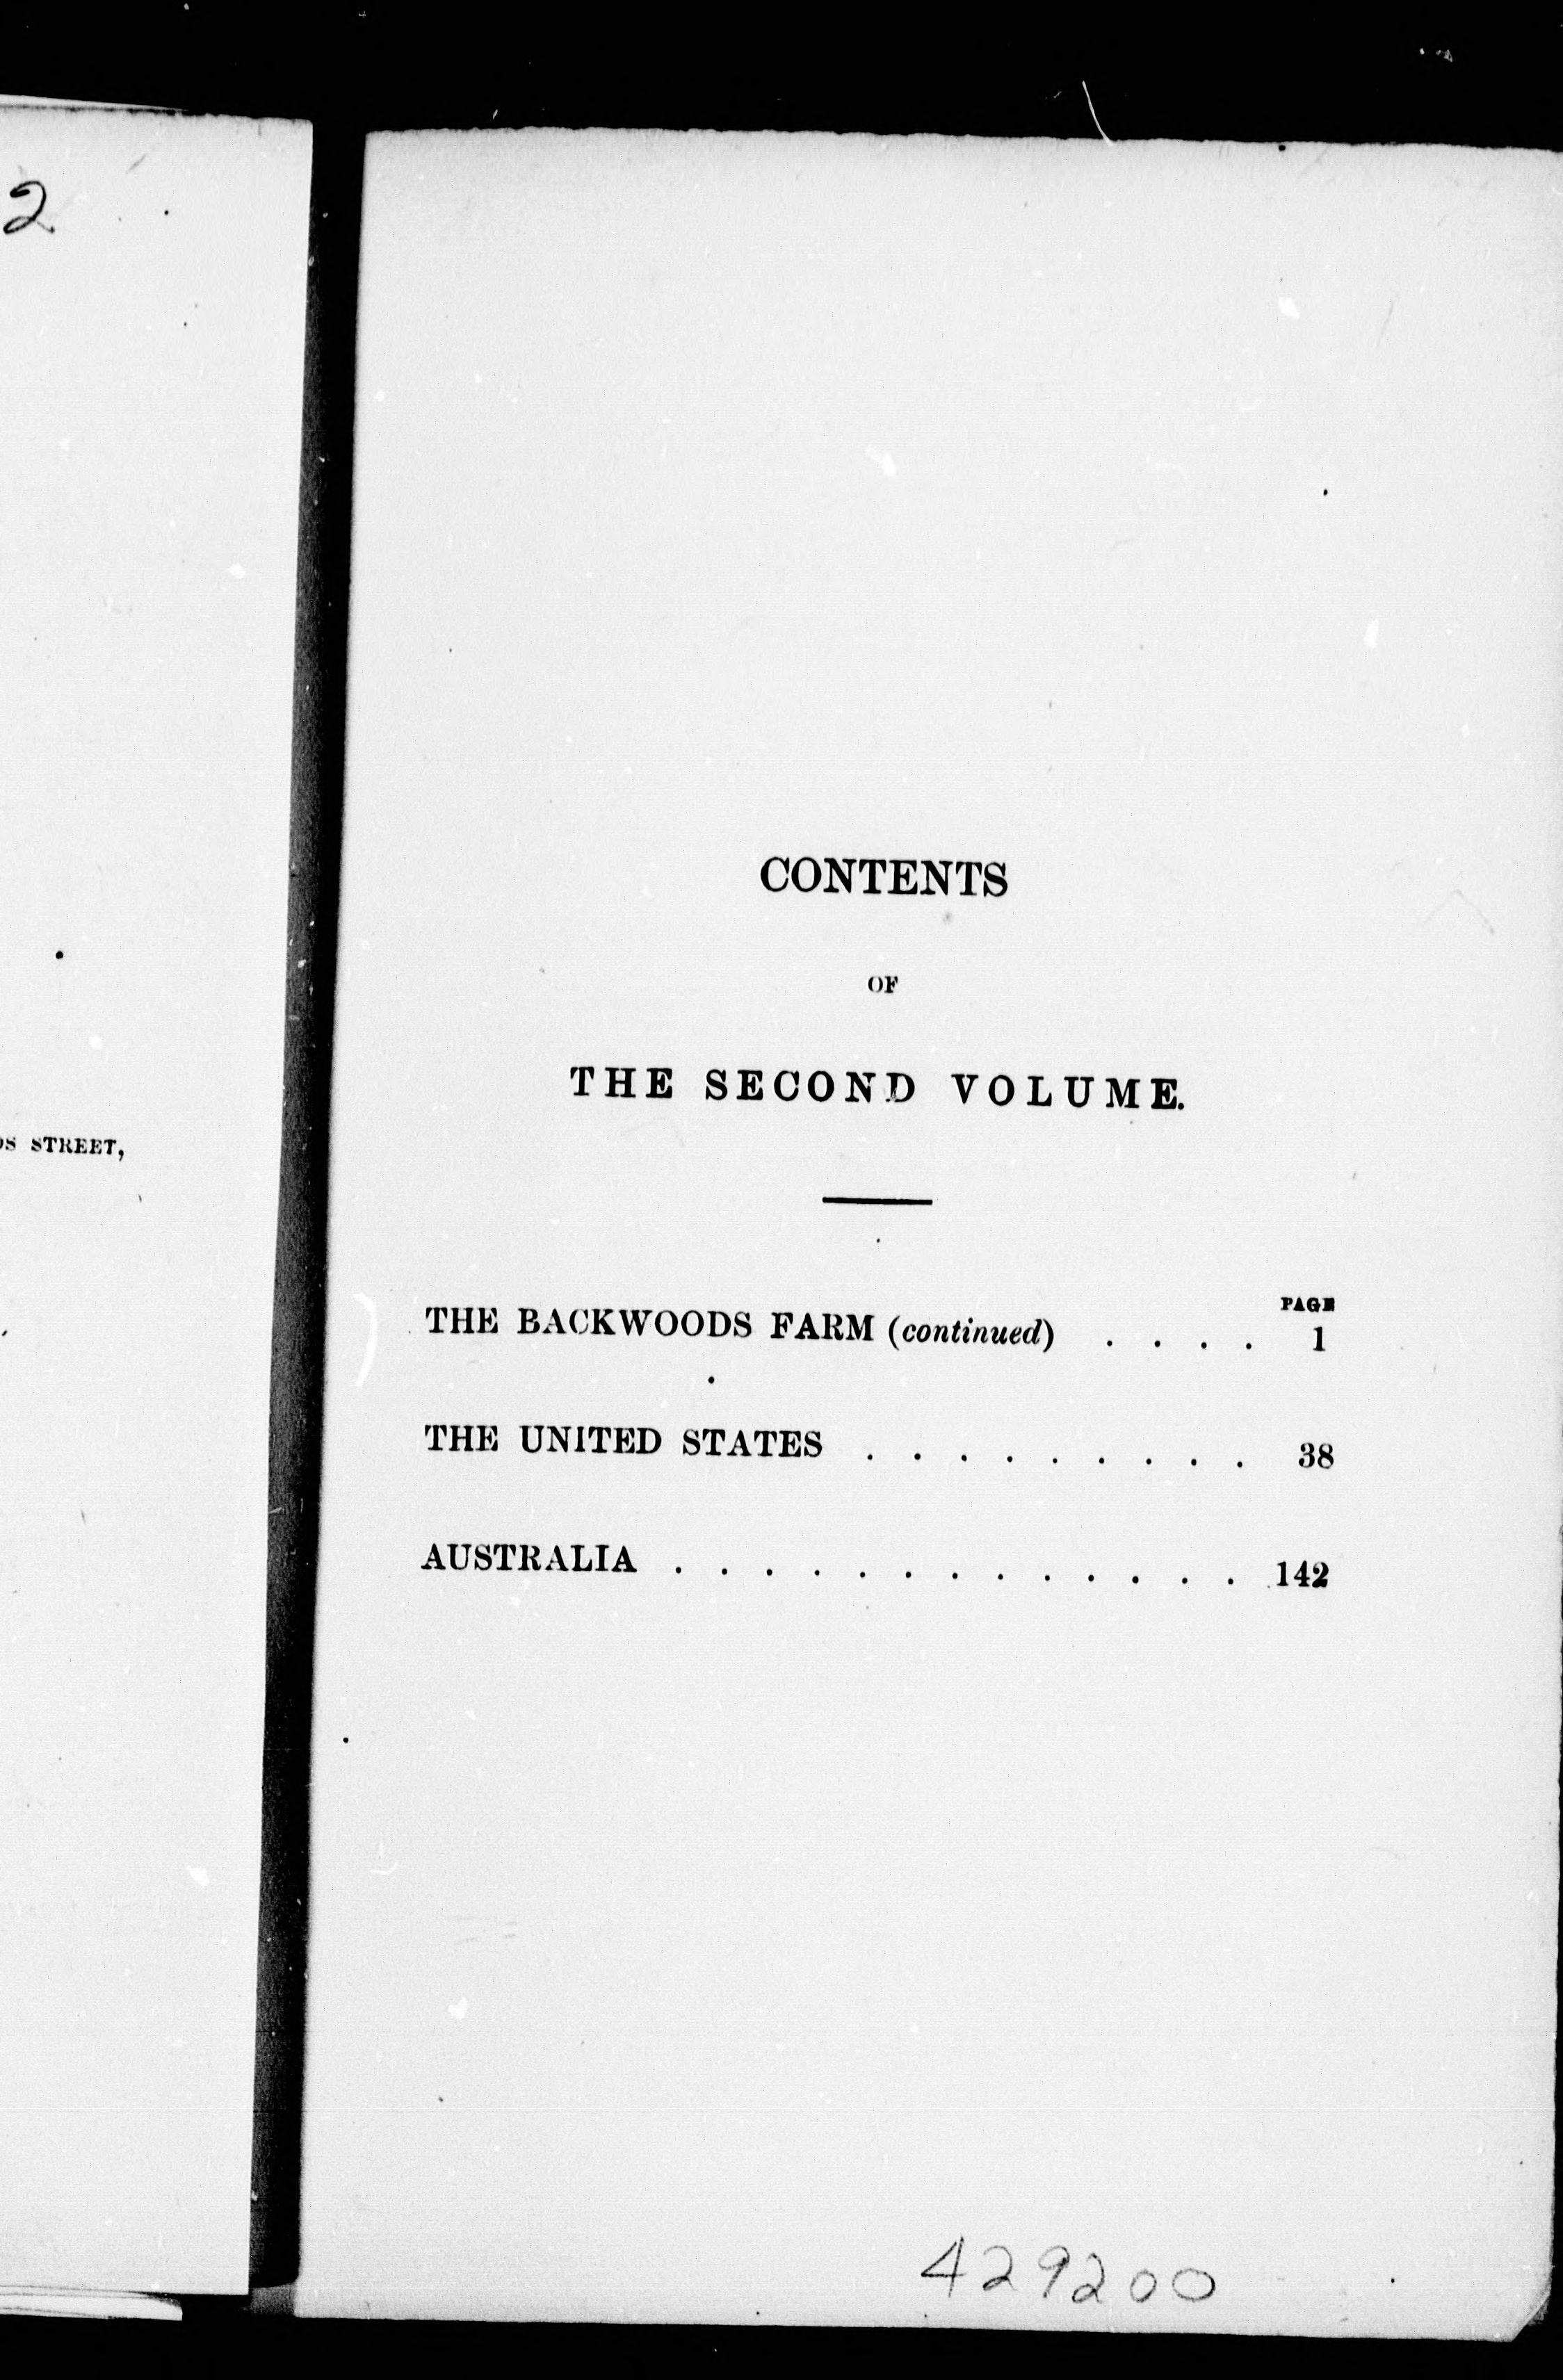 2
STREET,
CONTENTS
OF
THE SECOND VOLUME.
PAGE
THE BACKWOODS FARM (continued) . . . . 1
THE UNITED STATES . . . . . . . . . 38
AUSTRALIA . . . . . . . . . . . . . 142
429200